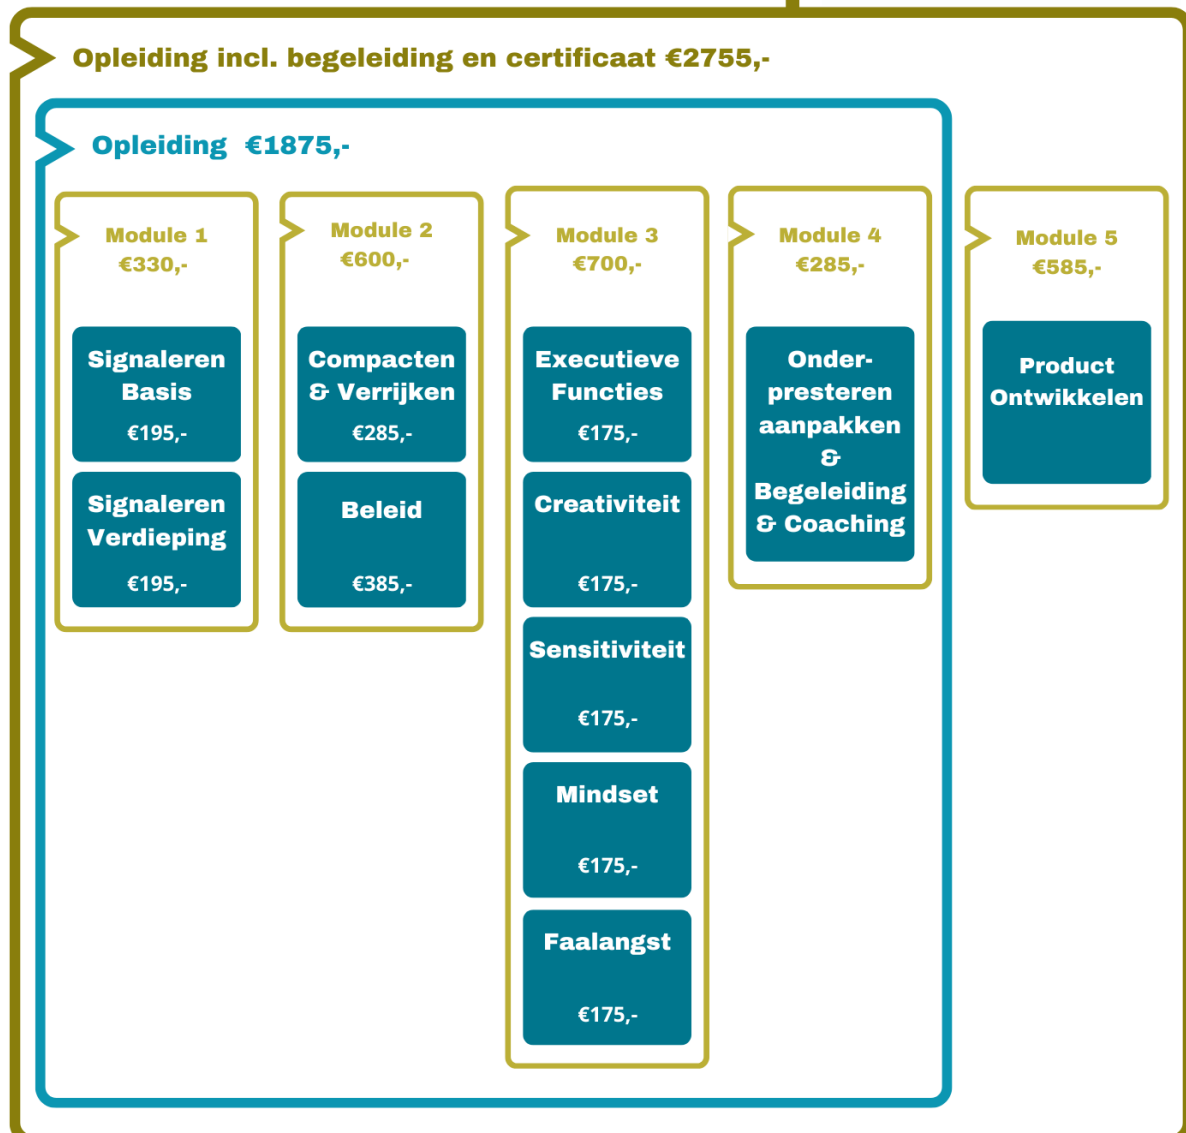 Opleiding incl. begeleiding en certificaat €2755,-
Opleiding €1875,-
Module 1
€330,-
Signaleren
Basis
€195,-
Signaleren
Verdieping
€195,-
Module 2
€600,-
Compacten
& Verrijken
€285,-
Beleid
€385,-
Module 3
€700,-
Executieve
Functies
€175,-
Creativiteit
€175,-
Sensitiviteit
€175,-
Mindset
€175,-
Faalangst
€175,-
Module 4
€285,-
Onder-
presteren
aanpakken
&
Begeleiding
& Coaching
Module 5
€585,-
Product
Ontwikkelen